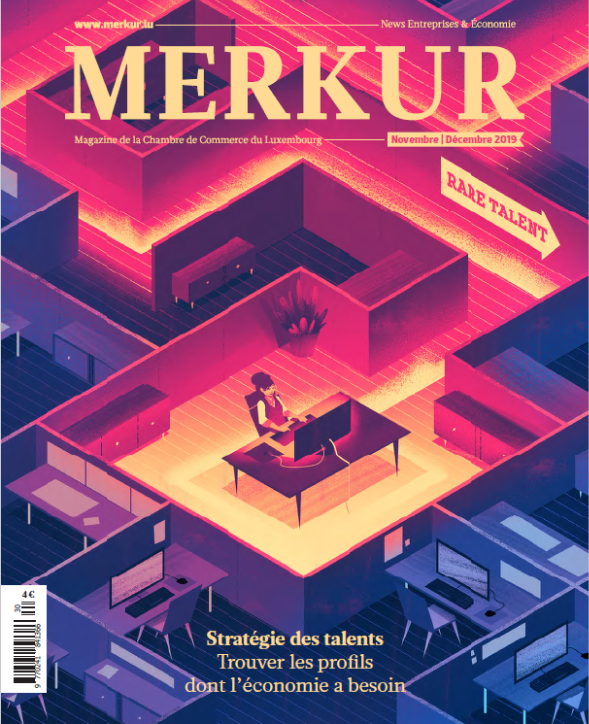 www.merkur.lu
News Entreprises & Économie
MERKUR
Magazine de la Chambre de Commerce du Luxembourg
Novembre | Décembre 2019
RARE TALENT
4 €
30
Stratégie des talents
Trouver les profils
dont l'économie a besoin